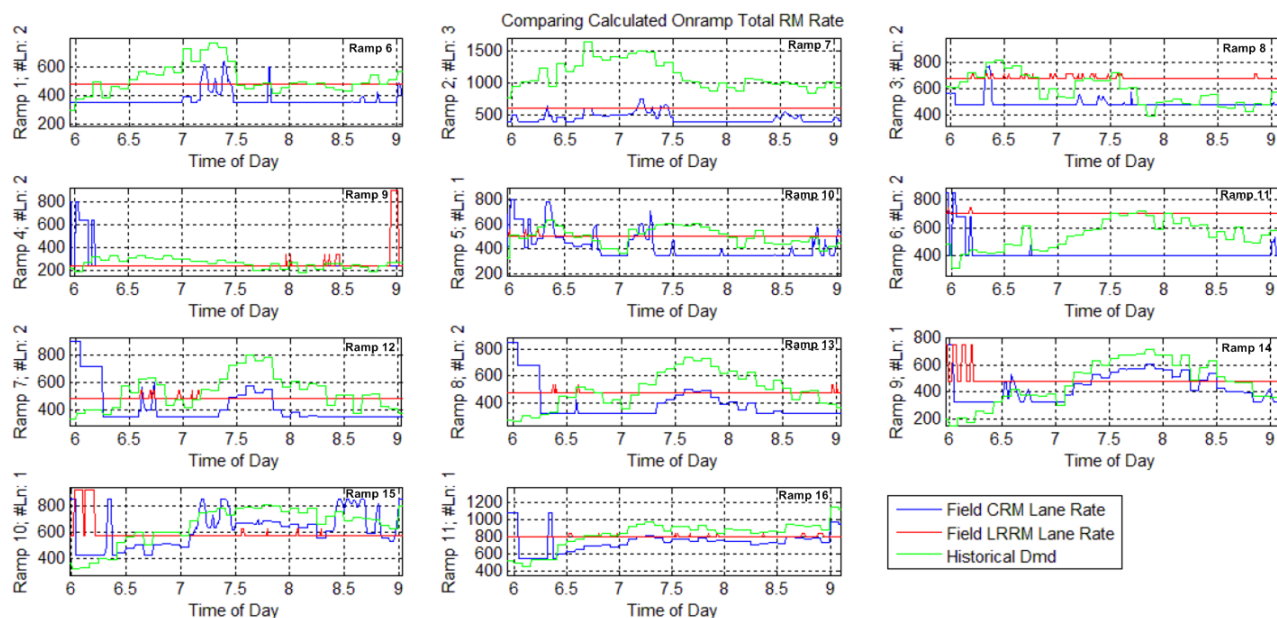 Comparing Calculated Onramp Total RM Rate
Ramp 1; #Ln: 2
600
400
200
Ramp 6
6 6.5 7 7.5 8 8.5 9
Time of Day
Ramp 2; #Ln: 3
1500
1000
500
Ramp 7
6 6.5 7 7.5 8 8.5 9
Time of Day
Ramp 3; #Ln: 2
800
600
400
Ramp 8
6 6.5 7 7.5 8 8.5 9
Time of Day
Ramp 4; #Ln: 2
800
600
400
200
Ramp 9
6 6.5 7 7.5 8 8.5 9
Time of Day
Ramp 5; #Ln: 1
800
600
400
200
Ramp 10
6 6.5 7 7.5 8 8.5 9
Time of Day
Ramp 6; #Ln: 2
800
600
400
Ramp 11
6 6.5 7 7.5 8 8.5 9
Time of Day
Ramp 7; #Ln: 2
800
600
400
Ramp 12
6 6.5 7 7.5 8 8.5 9
Time of Day
Ramp 8; #Ln: 2
800
600
400
Ramp 13
6 6.5 7 7.5 8 8.5 9
Time of Day
Ramp 9; #Ln: 1
800
600
400
200
Ramp 14
6 6.5 7 7.5 8 8.5 9
Time of Day
Ramp 10; #Ln: 1
800
600
400
Ramp 15
6 6.5 7 7.5 8 8.5 9
Time of Day
Ramp 11; #Ln: 1
1200
1000
800
600
400
Ramp 16
6 6.5 7 7.5 8 8.5 9
Time of Day
Field CRM Lane Rate
Field LRRM Lane Rate
Historical Dmd